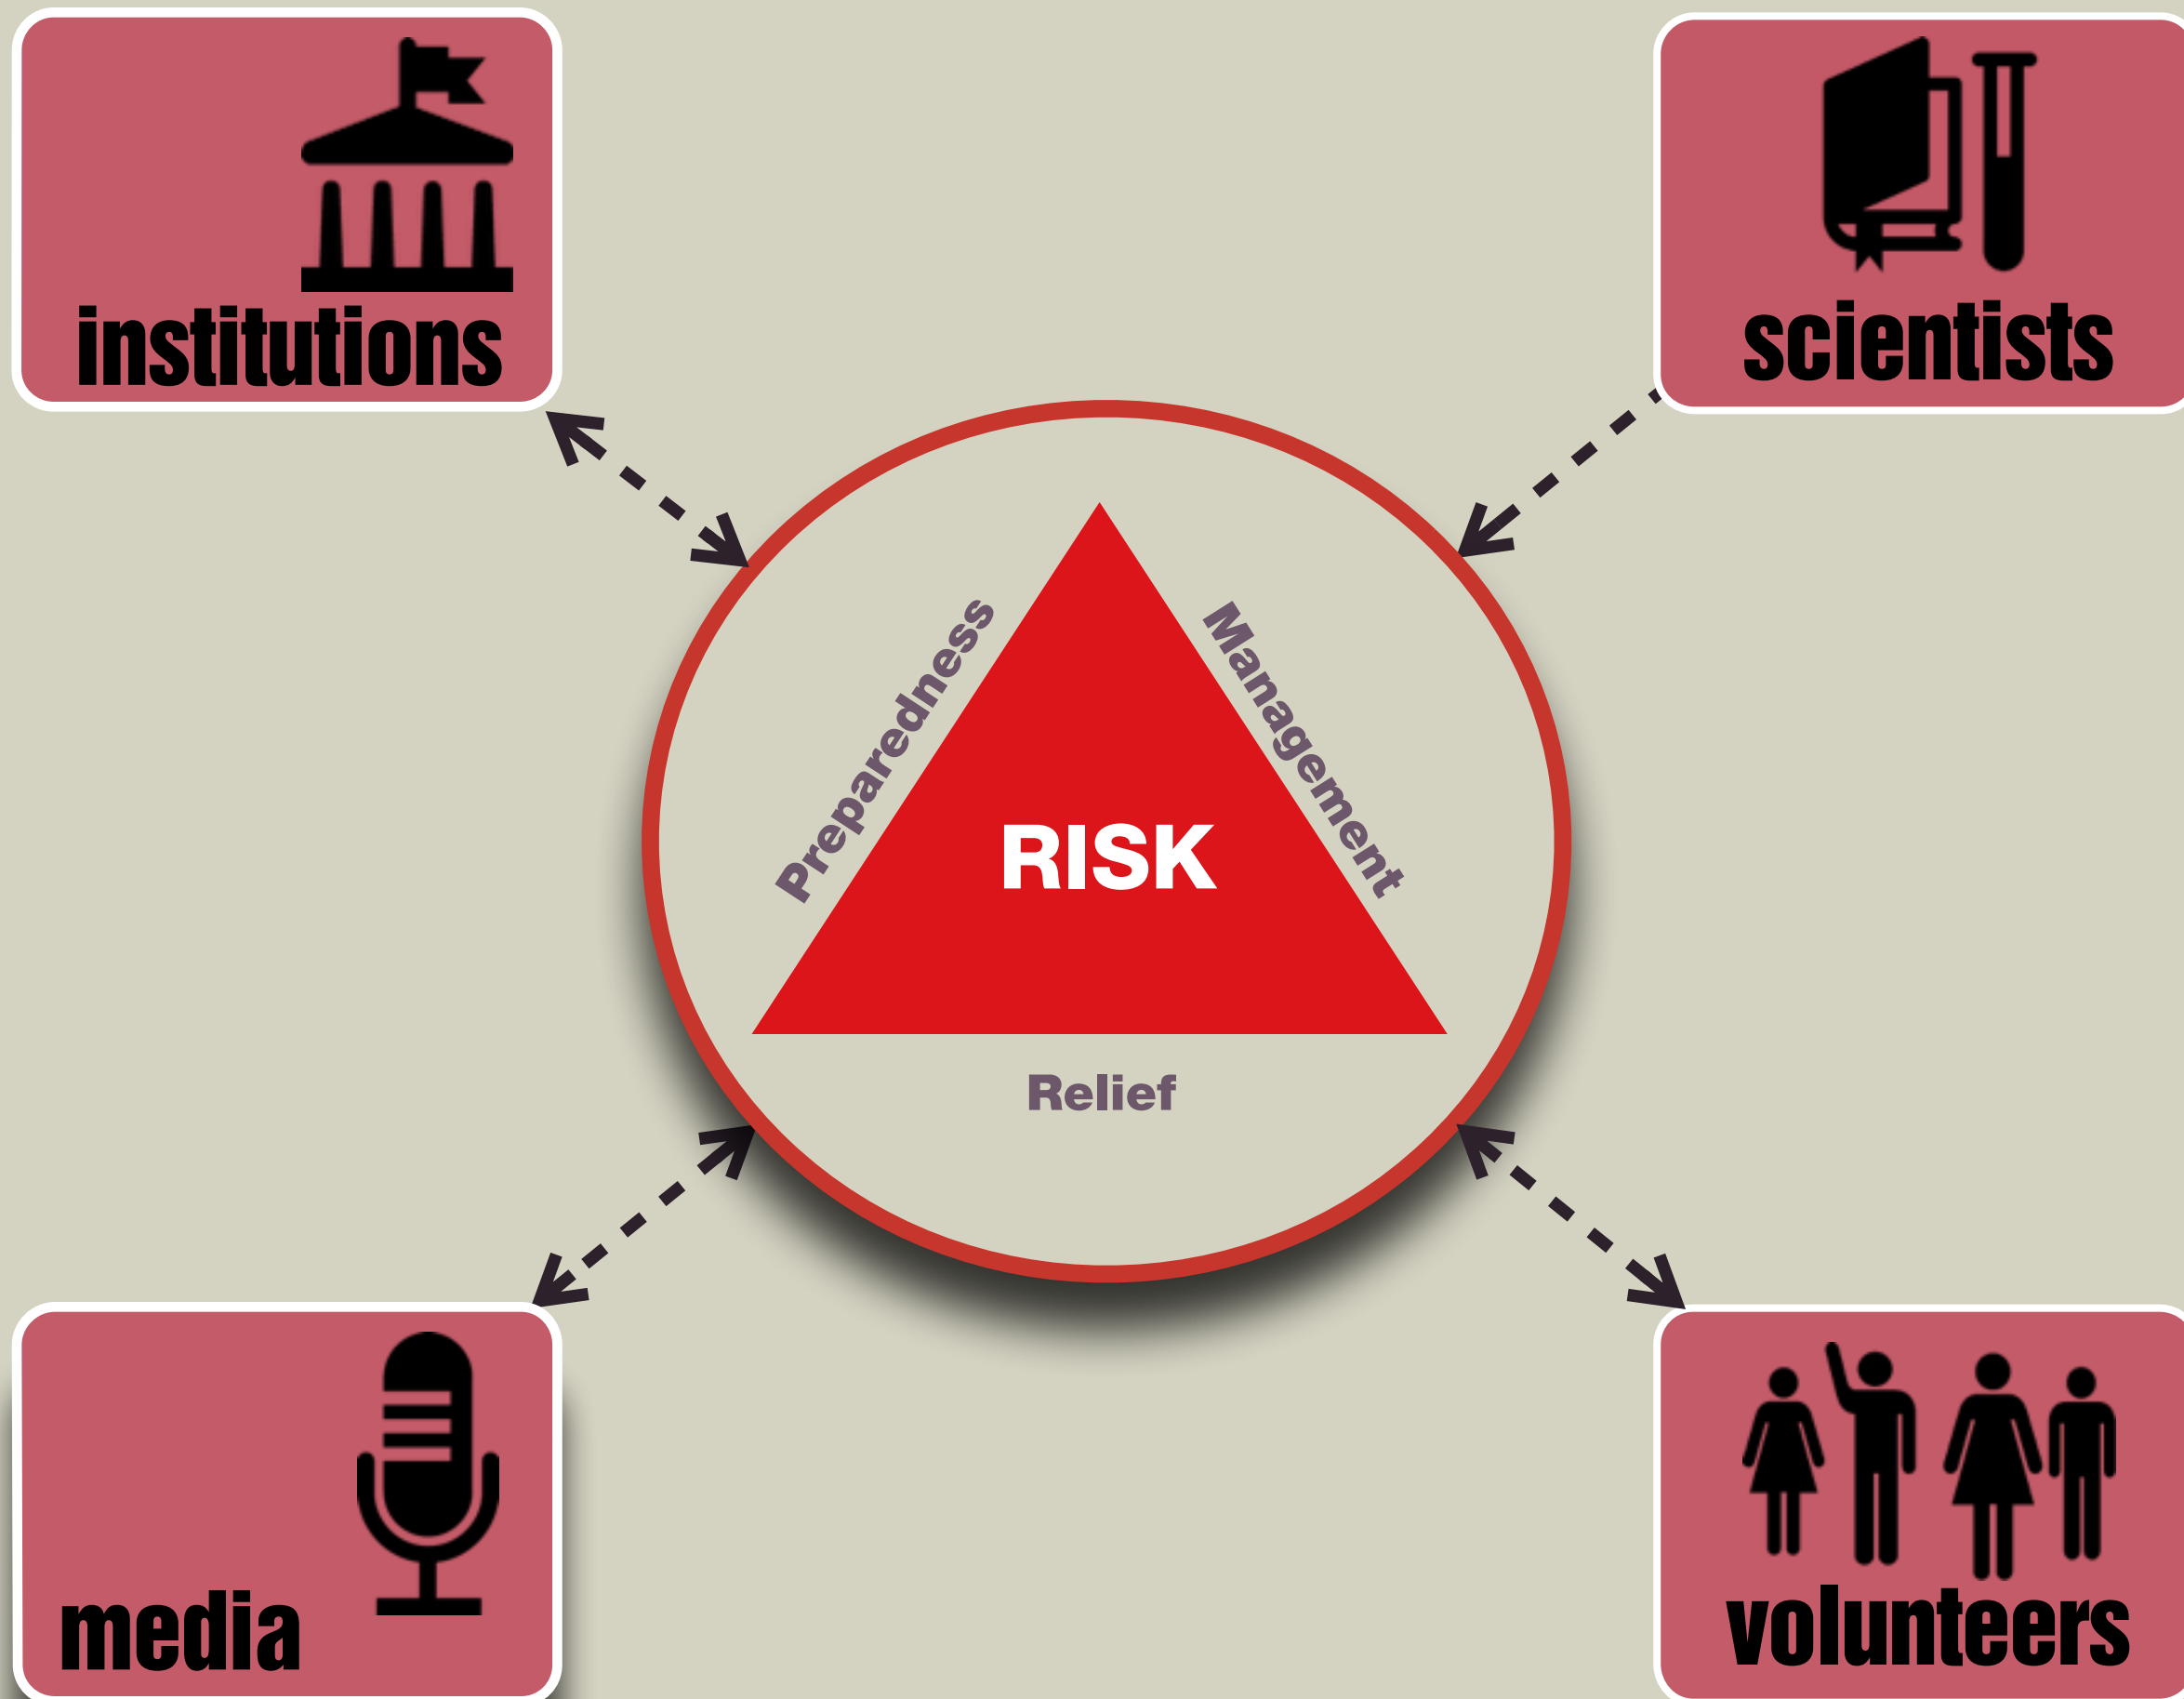 institutions
scientists
Preparedness
Management
RISK
Relief
media
volunteers